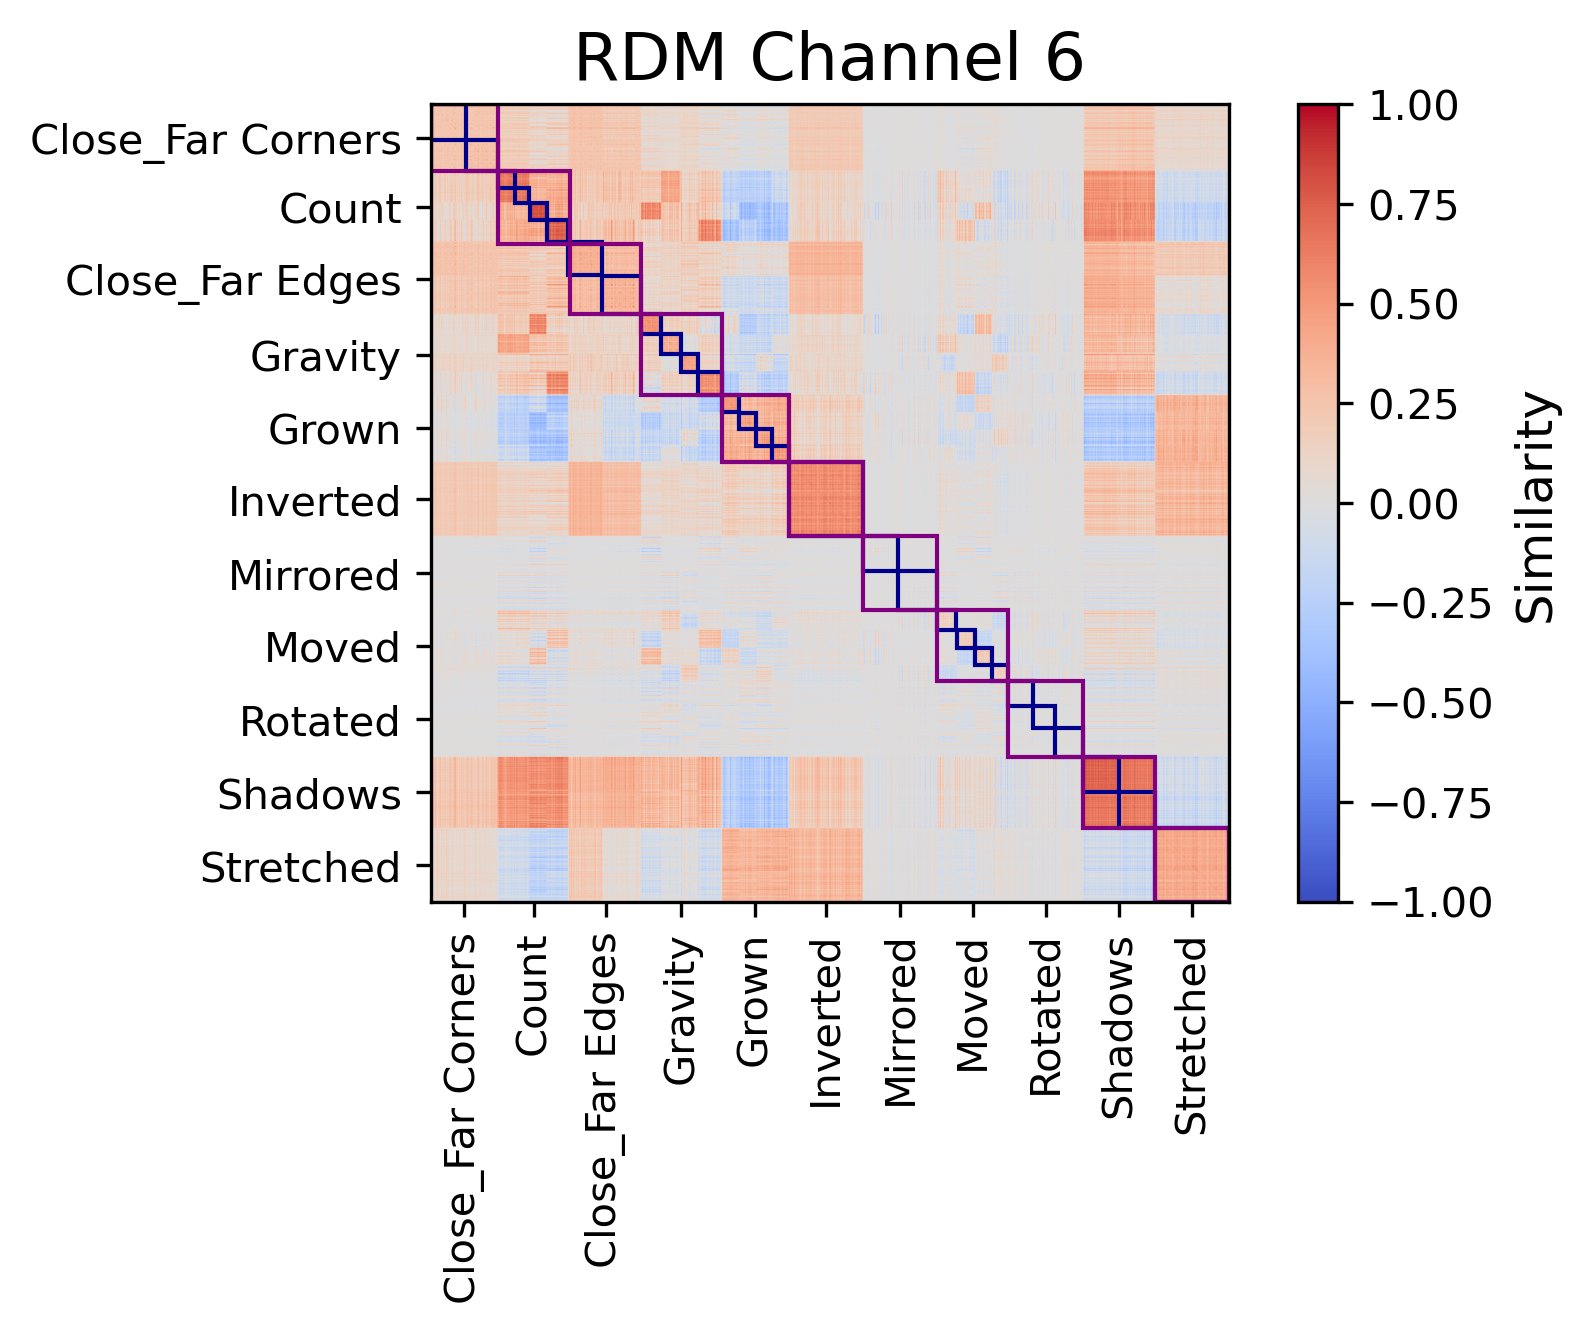 RDM Channel 6
Close_Far Corners
Count
Close_Far Edges
Gravity
Grown
Inverted
Mirrored
Moved
Rotated
Shadows
Stretched
Close_Far Corners
Count
Close_Far Edges
Gravity
Grown
Inverted
Mirrored
Moved
Rotated
Shadows
Stretched
1.00
0.75
0.50
0.25
0.00
−0.25
−0.50
−0.75
−1.00
Similarity